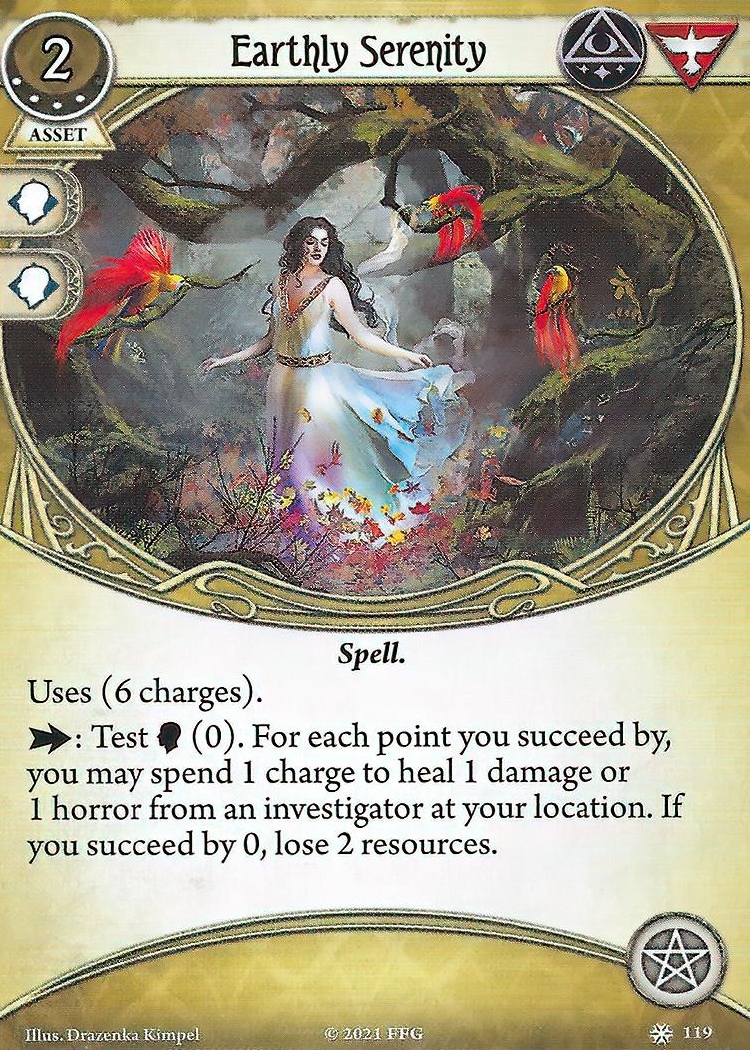 2
Earthly Serenity
ASSET
Spell.
Uses (6 charges).
: Test (0). For each point you succeed by,
you may spend 1 charge to heal 1 damage or
1 horror from an investigator at your location. If
you succeed by 0, lose 2 resources.
Illus. Drazenka Kimpel
© 2021 FFG
119